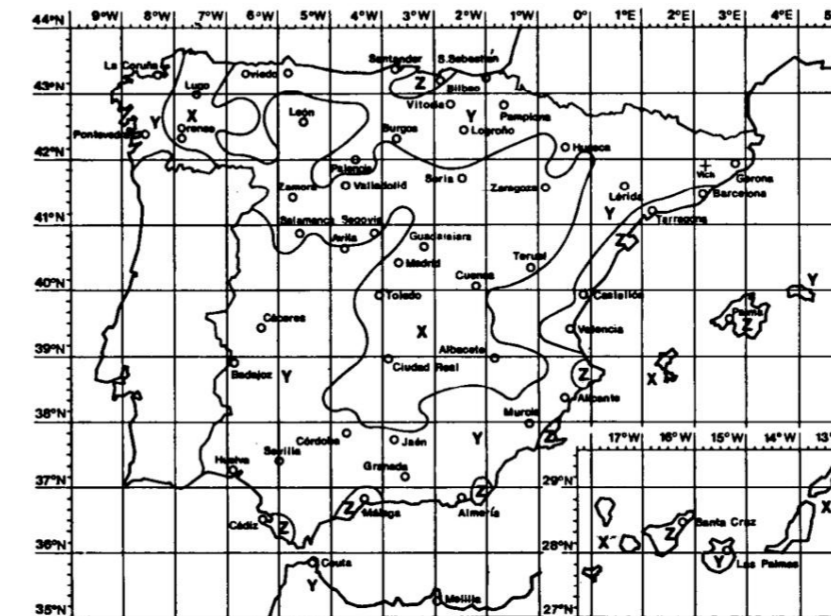 9°W 8°W 7°W 6°W 5°W 4°W 3°W 2°W 1°W 0° 1°E 2°E 3°E 4°E
44°N
La Coruña Oviedo Santander S.Sebastián
43°N
Lugo Z Bilbao
Vitoria Pamplona
Y X León Y
Pontevedra Orense Burgos Logroño
42°N
Palencia Huesca Vich Gerona
Zamora Valladolid Soria Zaragoza Lérida Barcelona
41°N
Salamanca Segovia Y Tarragona
Avila Guadalajara Z
Madrid Teruel
40°N
Cuenca Y
Toledo Castellón Palma
Cáceres X Valencia Z
39°N
Albacete
Badajoz Y Ciudad Real Z X
38°N
Alicante
Murcia
Córdoba Jaén Y Z
Huelva Sevilla
Granada
37°N
Z Z
Cádiz Z Málaga Almería
36°N
Ceuta
Y
Melilla
35°N
17°W 16°W 15°W 14°W 13°
29°N
Santa Cruz X
X Z
28°N
Y Las Palmas
27°N